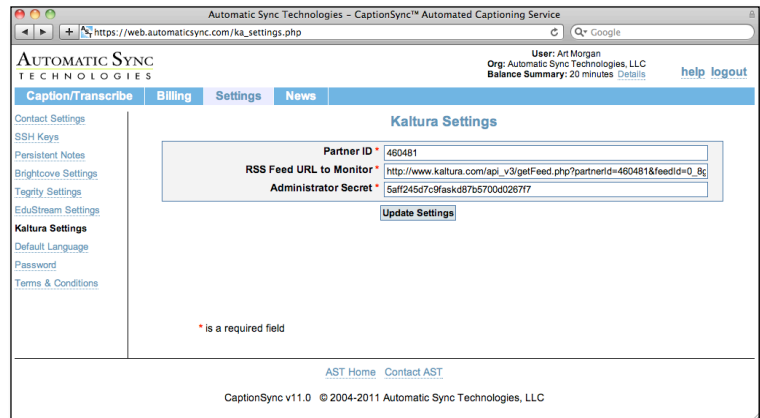 Automatic Sync Technologies – CaptionSync™ Automated Captioning Service
https://web.automaticsync.com/ka_settings.php
Google
AUTOMATIC SYNC
TECHNOLOGIES
User: Art Morgan
Org: Automatic Sync Technologies, LLC
Balance Summary: 20 minutes Details
help logout
Caption/Transcribe Billing Settings News
Contact Settings
SSH Keys
Persistent Notes
Brightcove Settings
Tegrity Settings
EduStream Settings
Kaltura Settings
Default Language
Password
Terms & Conditions
Kaltura Settings
Partner ID * 460481
RSS Feed URL to Monitor * http://www.kaltura.com/api_v3/getFeed.php?partnerId=460481&feedId=0_8g
Administrator Secret * 5aff245d7c9faskd87b5700d0267f7
Update Settings
* is a required field
AST Home Contact AST
CaptionSync v11.0 © 2004-2011 Automatic Sync Technologies, LLC